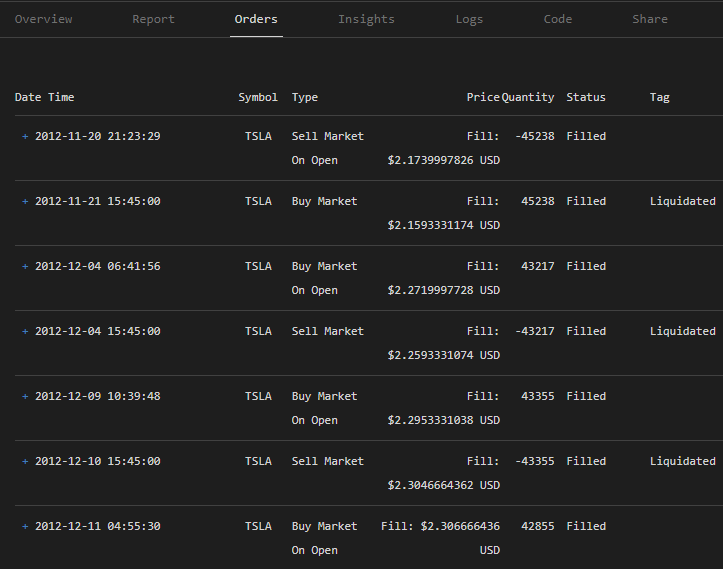 Overview Report Orders Insights Logs Code Share
Date Time Symbol Type Price Quantity Status Tag
+ 2012-11-20 21:23:29 TSLA Sell Market Fill: -45238 Filled
On Open $2.1739997826 USD
+ 2012-11-21 15:45:00 TSLA Buy Market Fill: 45238 Filled Liquidated
$2.1593331174 USD
+ 2012-12-04 06:41:56 TSLA Buy Market Fill: 43217 Filled
On Open $2.2719997728 USD
+ 2012-12-04 15:45:00 TSLA Sell Market Fill: -43217 Filled Liquidated
$2.2593331074 USD
+ 2012-12-09 10:39:48 TSLA Buy Market Fill: 43355 Filled
On Open $2.2953331038 USD
+ 2012-12-10 15:45:00 TSLA Sell Market Fill: -43355 Filled Liquidated
$2.3046664362 USD
+ 2012-12-11 04:55:30 TSLA Buy Market Fill: $2.306666436 42855 Filled
On Open USD